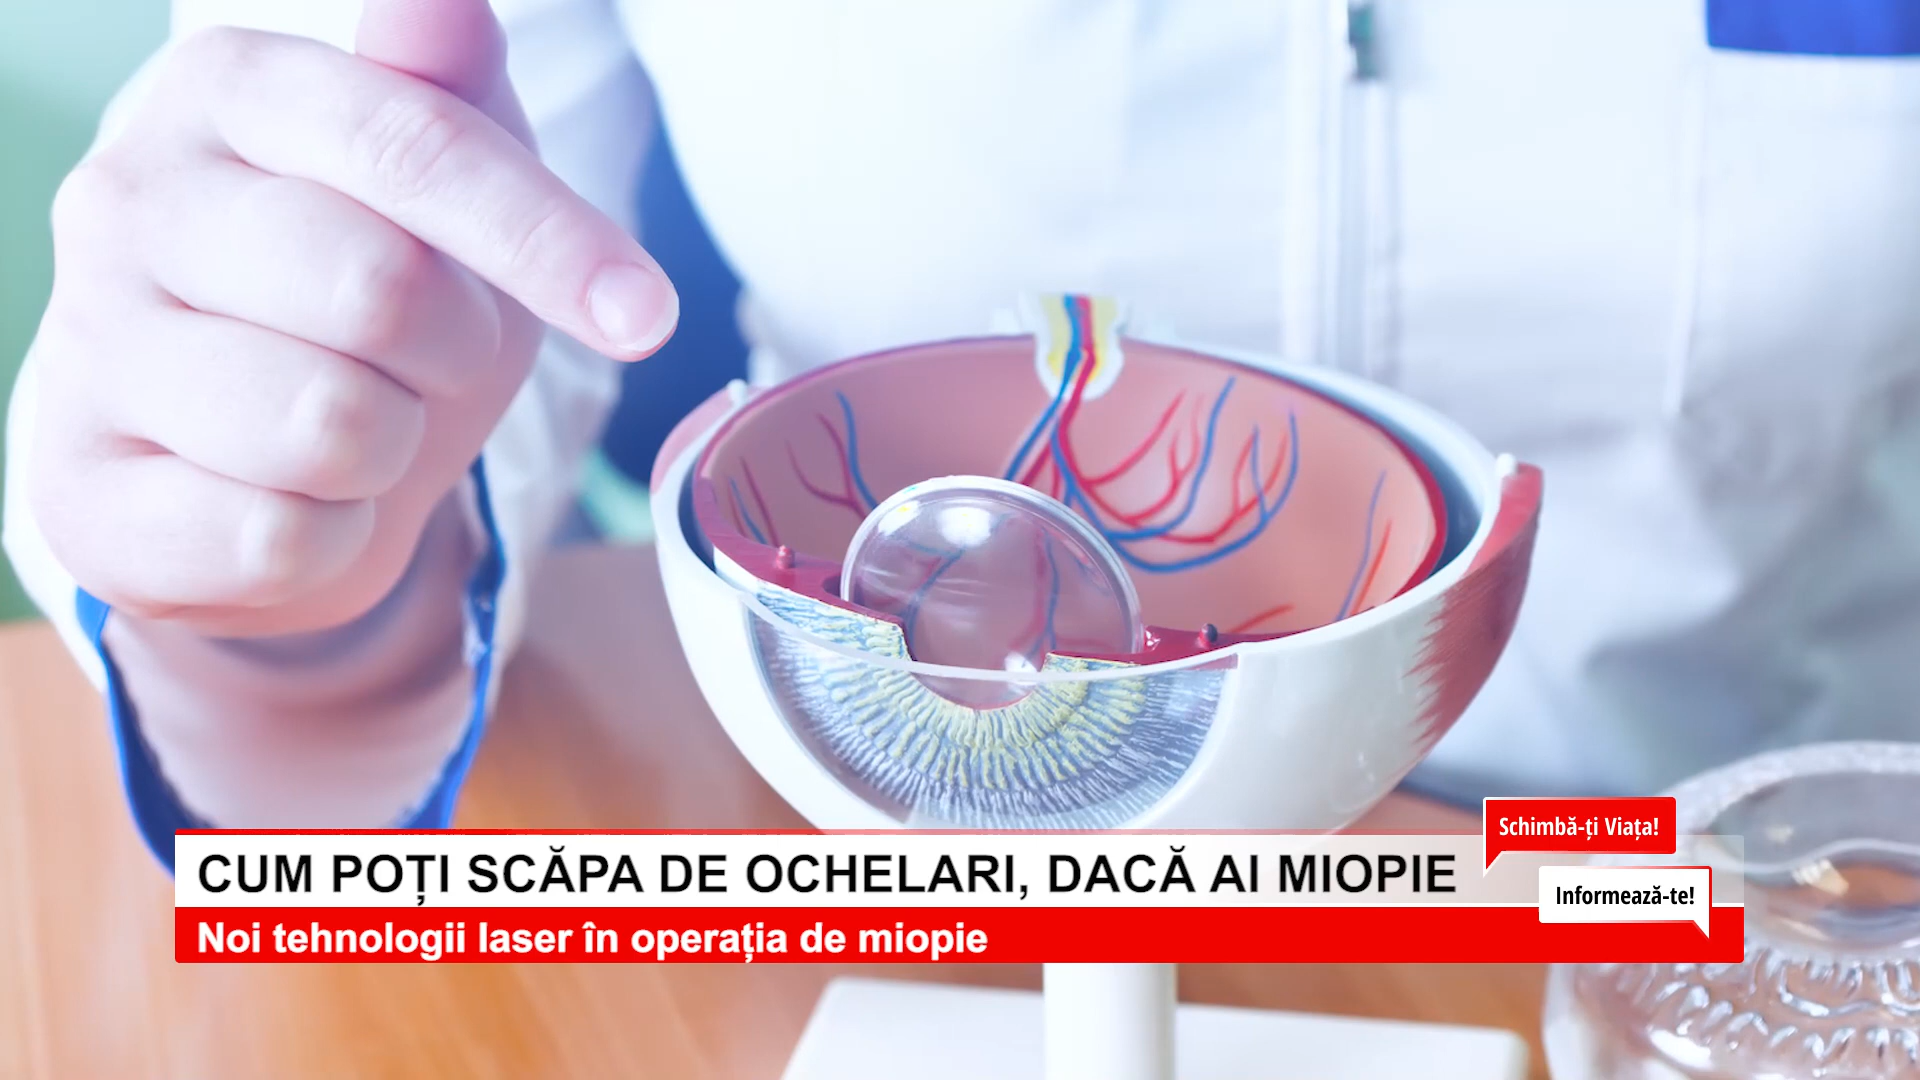 Schimbă-ți Viața!
CUM POȚI SCĂPA DE OCHELARI, DACĂ AI MIOPIE
Informează-te!
Noi tehnologii laser în operația de miopie